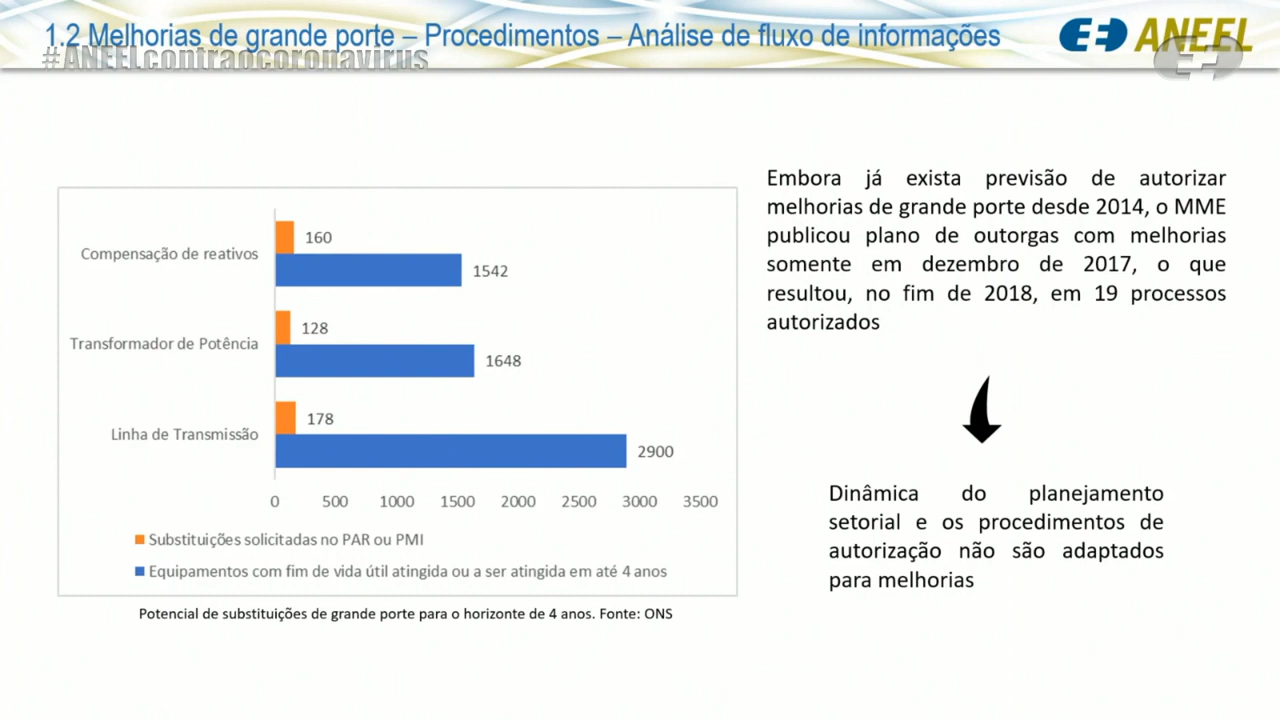 1.2 Melhorias de grande porte – Procedimentos – Análise de fluxo de informações
ANEEL
#ANEELcontraocoronavirus
Compensação de reativos
160
1542
Transformador de Potência
128
1648
Linha de Transmissão
178
2900
0 500 1000 1500 2000 2500 3000 3500
Substituições solicitadas no PAR ou PMI
Equipamentos com fim de vida útil atingida ou a ser atingida em até 4 anos
Potencial de substituições de grande porte para o horizonte de 4 anos. Fonte: ONS
Embora já exista previsão de autorizar
melhorias de grande porte desde 2014, o MME
publicou plano de outorgas com melhorias
somente em dezembro de 2017, o que
resultou, no fim de 2018, em 19 processos
autorizados
Dinâmica do planejamento
setorial e os procedimentos de
autorização não são adaptados
para melhorias